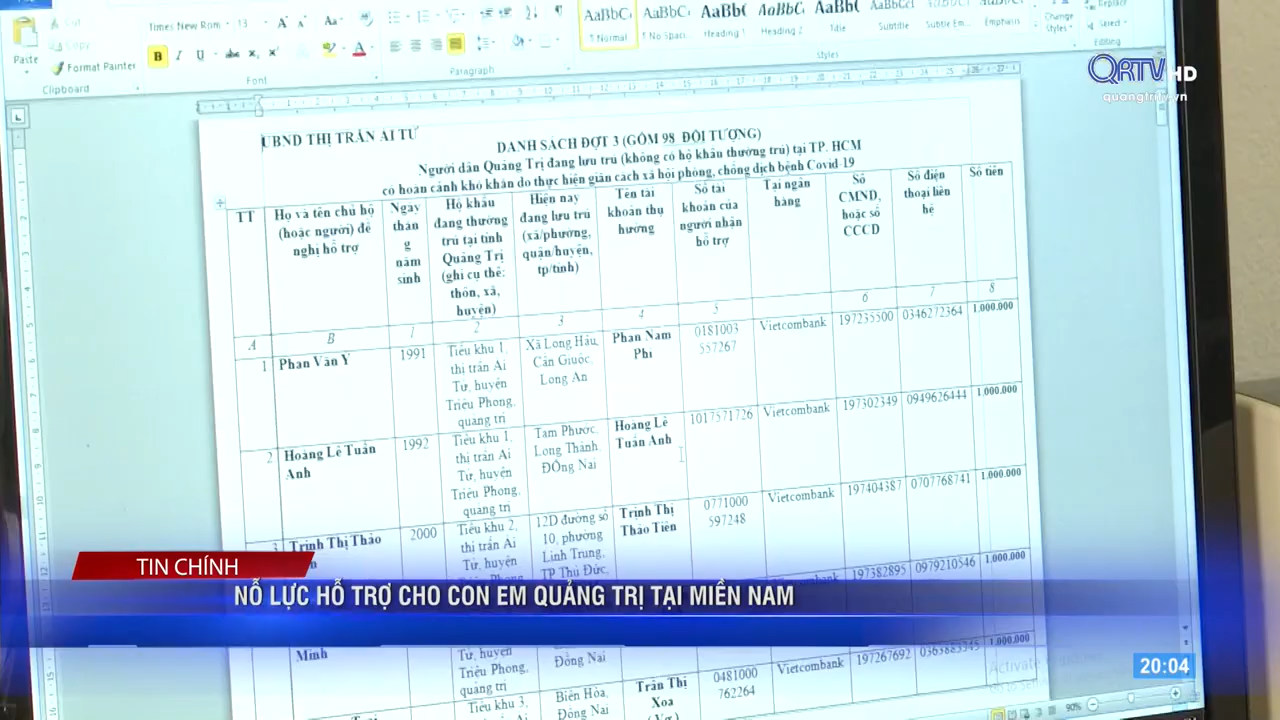 Cut
Copy
Paste
Format Painter
Clipboard
Times New Rom
13
Font
Paragraph
AaBbC
Normal
No Spaci
Heading 1
Heading 2
Title
Subtitle
Subtle Em
Emphasis
Styles
Change Styles
Replace
Select
Editing
QRTV HD
quangtritv.vn
UBND THỊ TRẤN ÁI TỬ
DANH SÁCH ĐỢT 3 (GỒM 98 ĐỐI TƯỢNG)
Người dân Quảng Trị đang lưu trú (không có hộ khẩu thường trú) tại TP. HCM
có hoàn cảnh khó khăn do thực hiện giãn cách xã hội phòng, chống dịch bệnh Covid-19
TT
Họ và tên chủ hộ (hoặc người) đề nghị hỗ trợ
Ngày thán g năm sinh
Hộ khẩu đang thường trú tại tỉnh Quảng Trị (ghi cụ thể: thôn, xã, huyện)
Hiện nay đang lưu trú (xã/phường, quận/huyện, tp/tỉnh)
Tên tài khoản thụ hưởng
Số tài khoản của người nhận hỗ trợ
Tại ngân hàng
Số CMND, hoặc số CCCD
Số điện thoại liên hệ
Số tiền
A B 1 2 3 4 5 6 7 8
1 Phan Văn Ý 1991 Tiểu khu 1, thị trấn Ái Tử, huyện Triệu Phong, quang trị Xã Long Hậu, Cần Giuộc, Long An Phan Nam Phi 0181003 557267 Vietcombank 197235500 0346272364 1.000.000
2 Hoàng Lê Tuấn Anh 1992 Tiểu khu 1, thị trấn Ái Tử, huyện Triệu Phong, quang trị Tam Phước, Long Thành, ĐỒng Nai Hoàng Lê Tuấn Anh 1017571726 Vietcombank 197302349 0949626444 1.000.000
3 Trịnh Thị Thảo 2000 Tiểu khu 2, thị trấn Ái Tử, huyện 12D đường số 10, phường Linh Trung, TP Thủ Đức, Trịnh Thị Thảo Tiên 0771000 597248 Vietcombank 197404387 0707768741 1.000.000
197382895 0979210546 1.000.000
Minh Tử, huyện Triệu Phong, quảng trị Đồng Nai
Tiểu khu 3, Biên Hòa, Đồng Nai Trần Thị Xoa 0481000 762264 Vietcombank 197267692 1.000.000
TIN CHÍNH
NỖ LỰC HỖ TRỢ CHO CON EM QUẢNG TRỊ TẠI MIỀN NAM
20:04
90%